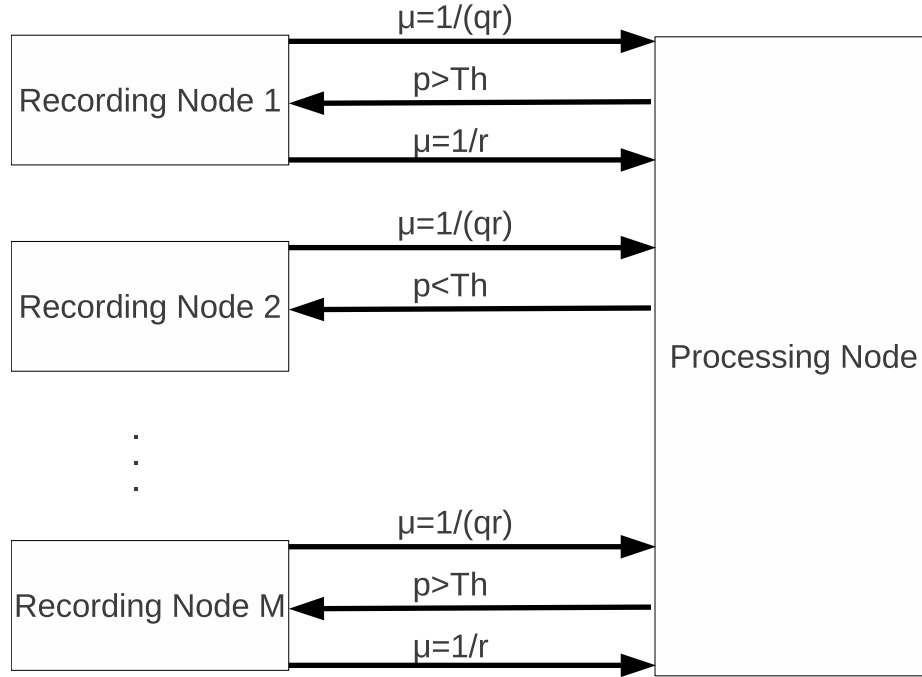 μ=1/(qr)
p>Th
Recording Node 1
μ=1/r
μ=1/(qr)
p<Th
Recording Node 2
Processing Node
.
.
.
μ=1/(qr)
p>Th
Recording Node M
μ=1/r